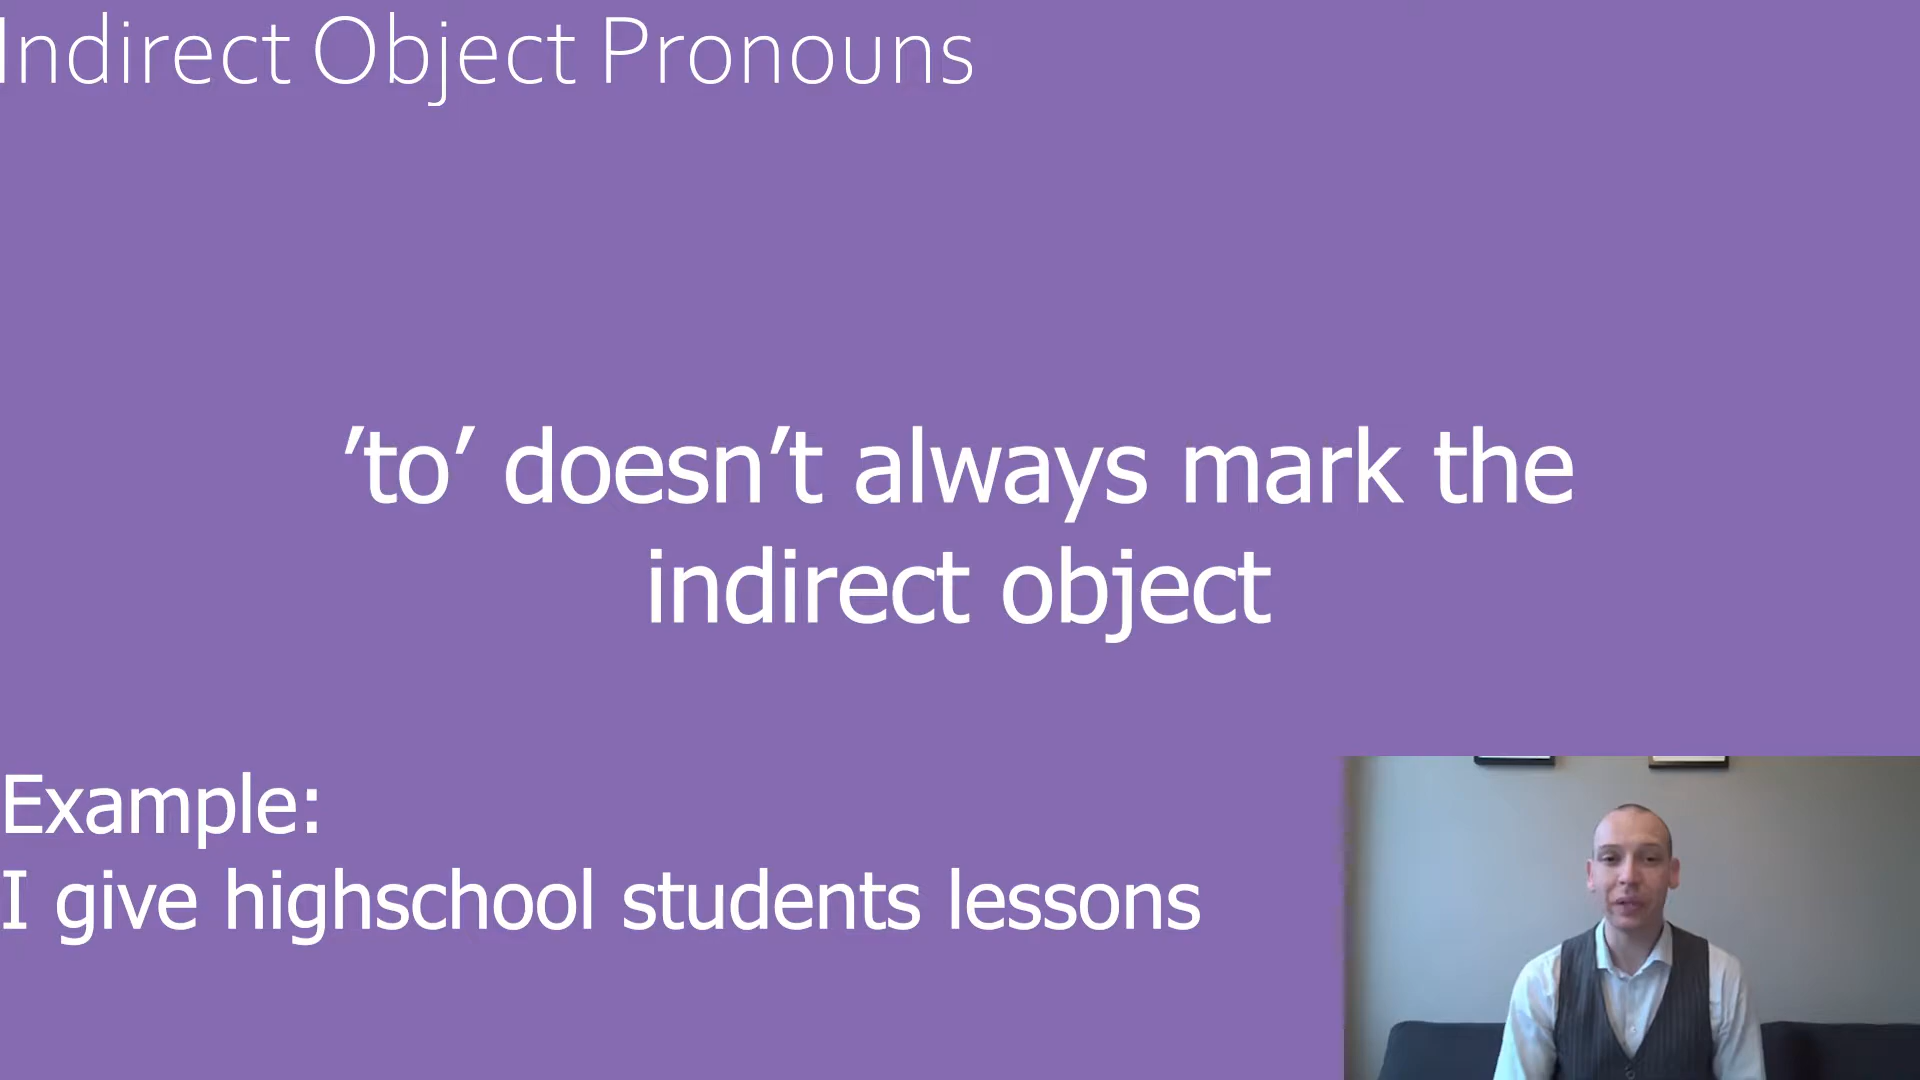 Indirect Object Pronouns
’to’ doesn’t always mark the
indirect object
Example:
I give highschool students lessons